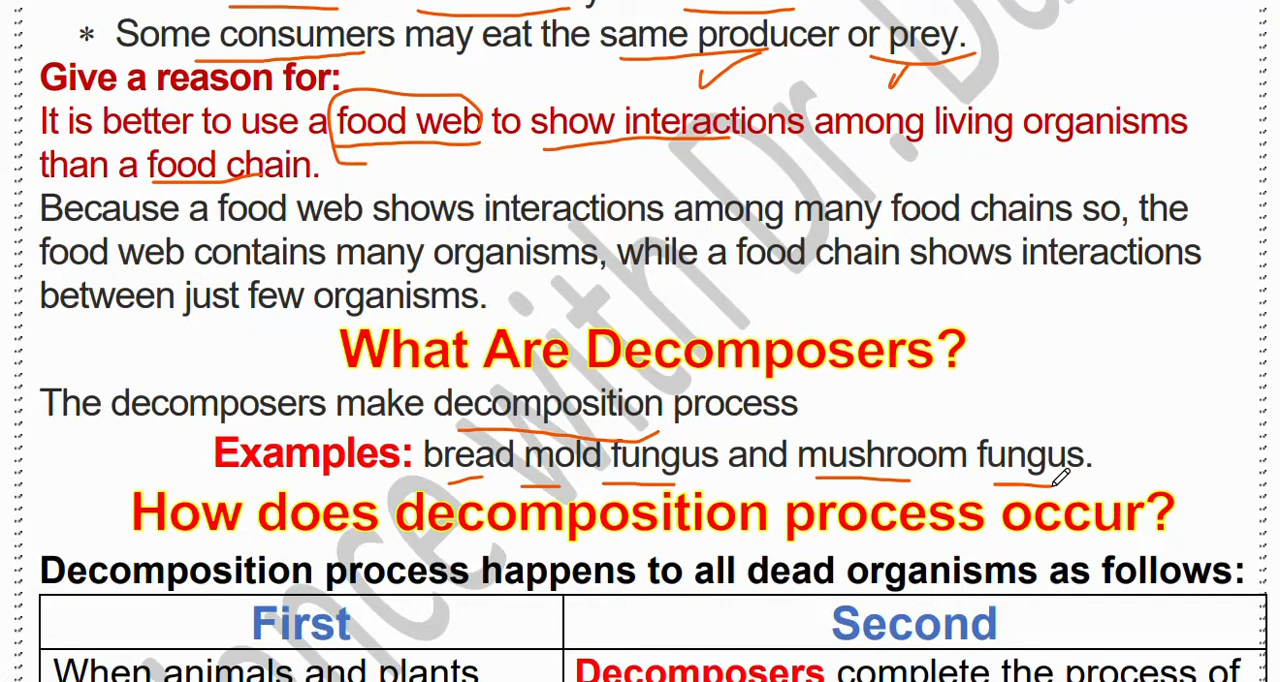 * Some consumers may eat the same producer or prey.
Give a reason for:
It is better to use a food web to show interactions among living organisms
than a food chain.
Because a food web shows interactions among many food chains so, the
food web contains many organisms, while a food chain shows interactions
between just few organisms.
What Are Decomposers?
The decomposers make decomposition process
Examples: bread mold fungus and mushroom fungus.
How does decomposition process occur?
Decomposition process happens to all dead organisms as follows:
First
Second
When animals and plants
Decomposers complete the process of